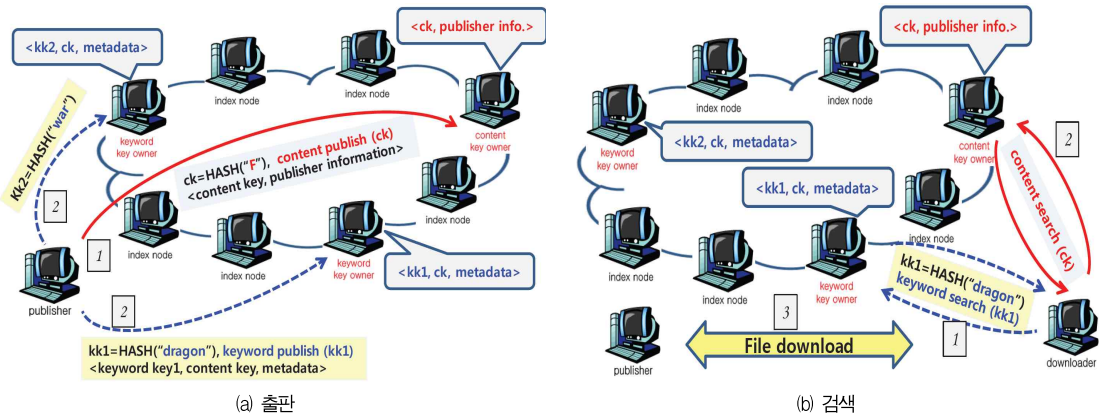 <kk2, ck, metadata>
<ck, publisher info.>
index node
index node
Kk2=HASH("war")
keyword
key owner
content
key owner
ck=HASH("F"), content publish (ck)
<content key, publisher information>
2
1
index node
index node
index node
keyword
key owner
<kk1, ck, metadata>
publisher
2
kk1=HASH("dragon"), keyword publish (kk1)
<keyword key1, content key, metadata>
(a) 출판
<ck, publisher info.>
index node
index node
keyword
key owner
<kk2, ck, metadata>
content
key owner
2
<kk1, ck, metadata>
content search (ck)
index node
index node
index node
keyword
key owner
kk1=HASH("dragon")
keyword search (kk1)
3
1
File download
publisher
downloader
(b) 검색